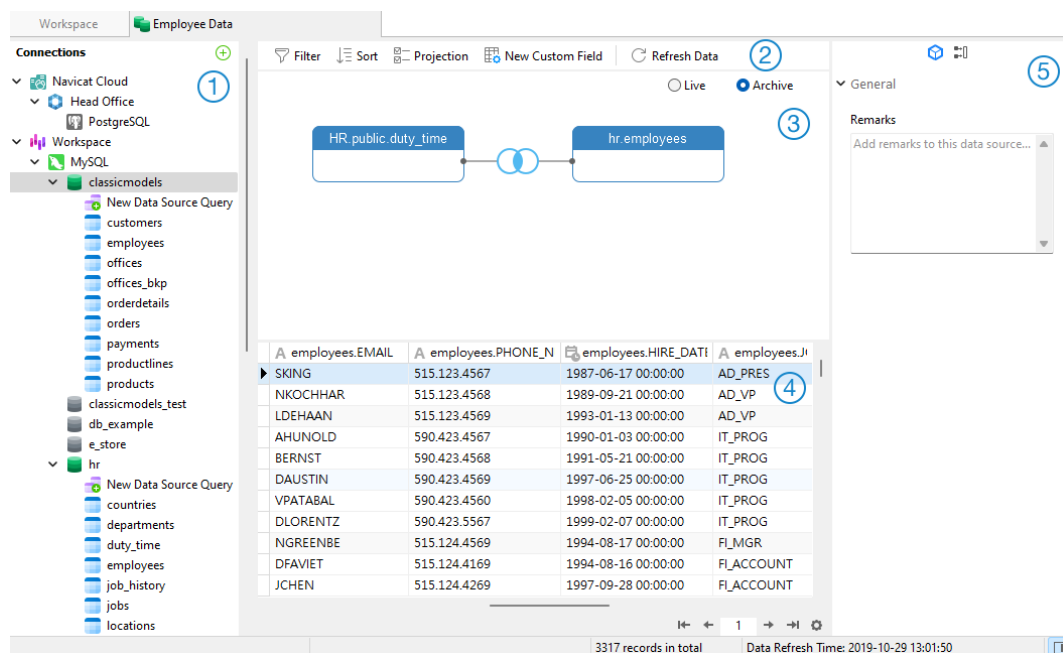 Workspace
Employee Data
Connections
1
Navicat Cloud
Head Office
PostgreSQL
Workspace
MySQL
classicmodels
New Data Source Query
customers
employees
offices
offices_bkp
orderdetails
orders
payments
productlines
products
classicmodels_test
db_example
e_store
hr
New Data Source Query
countries
departments
duty_time
employees
job_history
jobs
locations
Filter Sort Projection New Custom Field Refresh Data 2
Live Archive
3
HR.public.duty_time hr.employees
A employees.EMAIL A employees.PHONE_N employees.HIRE_DATE A employees.J
SKING 515.123.4567 1987-06-17 00:00:00 AD_PRES
4
NKOCHHAR 515.123.4568 1989-09-21 00:00:00 AD_VP
LDEHAAN 515.123.4569 1993-01-13 00:00:00 AD_VP
AHUNOLD 590.423.4567 1990-01-03 00:00:00 IT_PROG
BERNST 590.423.4568 1991-05-21 00:00:00 IT_PROG
DAUSTIN 590.423.4569 1997-06-25 00:00:00 IT_PROG
VPATABAL 590.423.4560 1998-02-05 00:00:00 IT_PROG
DLORENTZ 590.423.5567 1999-02-07 00:00:00 IT_PROG
NGREENBE 515.124.4569 1994-08-17 00:00:00 FI_MGR
DFAVIET 515.124.4169 1994-08-16 00:00:00 FI_ACCOUNT
JCHEN 515.124.4269 1997-09-28 00:00:00 FI_ACCOUNT
1
5
General
Remarks
Add remarks to this data source...
3317 records in total Data Refresh Time: 2019-10-29 13:01:50